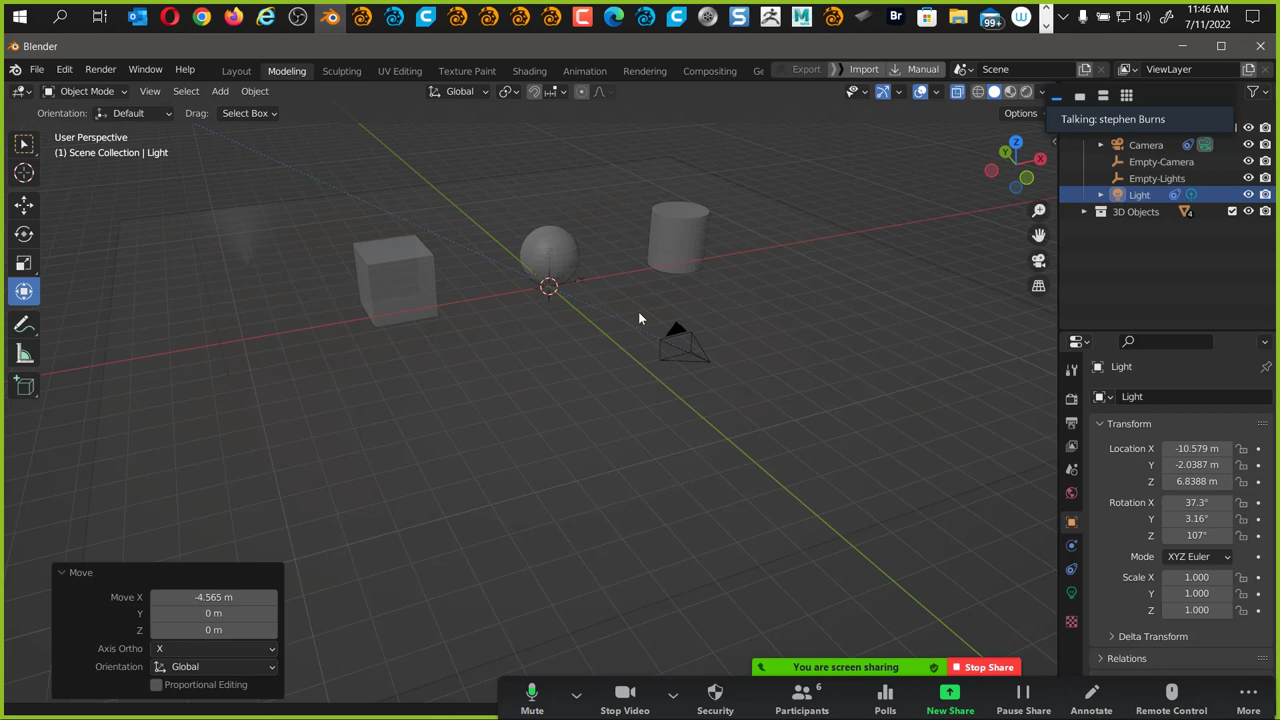 Br
99+
W
11:46 AM
7/11/2022
Blender
File Edit Render Window Help
Layout Modeling Sculpting UV Editing Texture Paint Shading Animation Rendering Compositing Ge
Export Import Manual Scene ViewLayer
Object Mode View Select Add Object Global
Orientation: Default Drag: Select Box Options
Talking: stephen Burns
User Perspective
(1) Scene Collection | Light
Z
Y
X
Camera
Empty-Camera
Empty-Lights
Light
3D Objects 4
Light
Light
Transform
Location X -10.579 m
Y -2.0387 m
Z 6.8388 m
Rotation X 37.3°
Y 3.16°
Z 107°
Mode XYZ Euler
Scale X 1.000
Y 1.000
Z 1.000
Delta Transform
Relations
Move
Move X -4.565 m
Y 0 m
Z 0 m
Axis Ortho X
Orientation Global
Proportional Editing
You are screen sharing Stop Share
6
Mute Stop Video Security Participants Polls New Share Pause Share Annotate Remote Control More